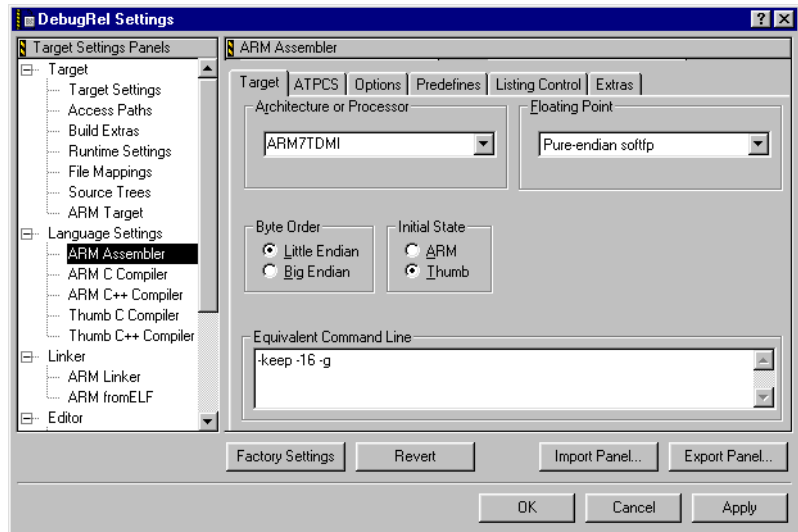 DebugRel Settings
Target Settings Panels
Target
Target Settings
Access Paths
Build Extras
Runtime Settings
File Mappings
Source Trees
ARM Target
Language Settings
ARM Assembler
ARM C Compiler
ARM C++ Compiler
Thumb C Compiler
Thumb C++ Compiler
Linker
ARM Linker
ARM fromELF
Editor
ARM Assembler
Target ATPCS Options Predefines Listing Control Extras
Architecture or Processor
ARM7TDMI
Floating Point
Pure-endian softfp
Byte Order
Little Endian
Big Endian
Initial State
ARM
Thumb
Equivalent Command Line
-keep -16 -g
Factory Settings Revert Import Panel... Export Panel...
OK Cancel Apply